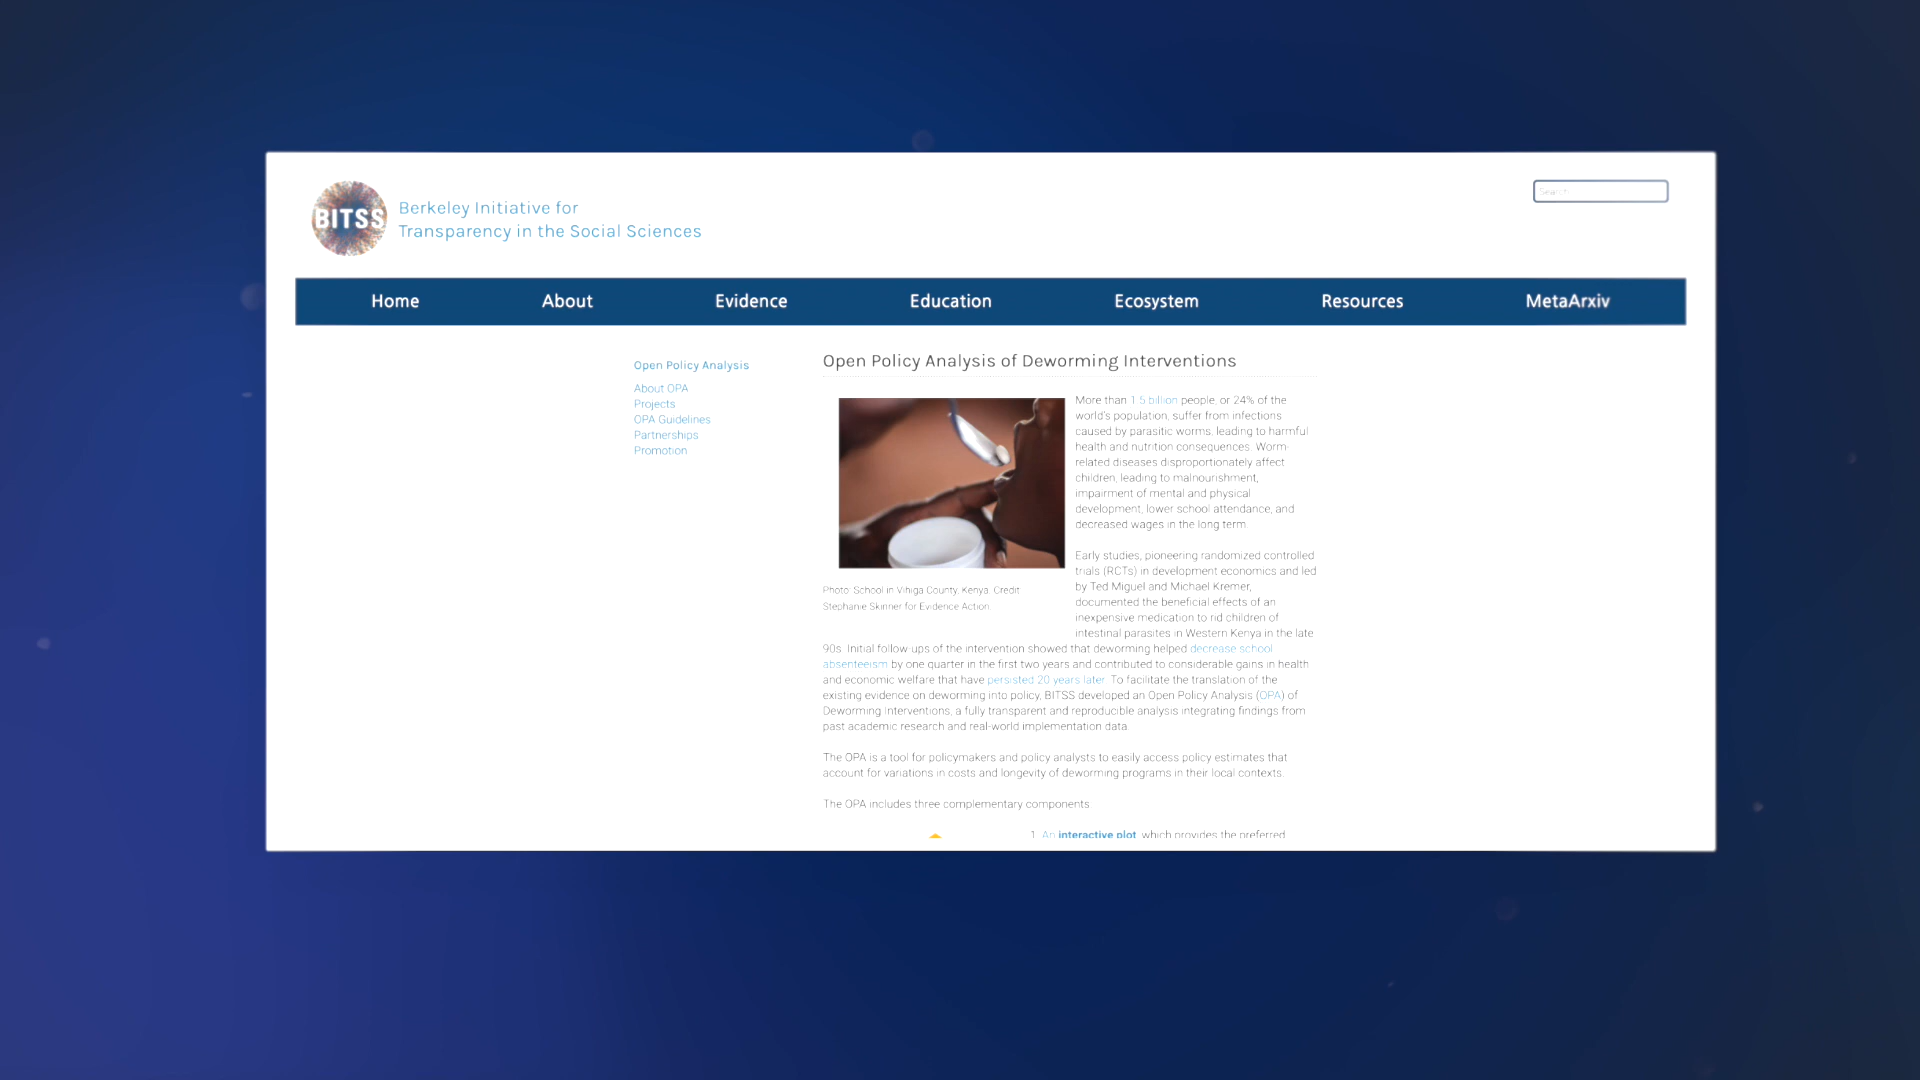 BITSS
Berkeley Initiative for
Transparency in the Social Sciences
Search
Home About Evidence Education Ecosystem Resources MetaArxiv
Open Policy Analysis
About OPA
Projects
OPA Guidelines
Partnerships
Promotion
Open Policy Analysis of Deworming Interventions
More than 1.5 billion people, or 24% of the
world's population, suffer from infections
caused by parasitic worms, leading to harmful
health and nutrition consequences. Worm-
related diseases disproportionately affect
children, leading to malnourishment,
impairment of mental and physical
development, lower school attendance, and
decreased wages in the long term.
Early studies, pioneering randomized controlled
trials (RCTs) in development economics and led
by Ted Miguel and Michael Kremer,
documented the beneficial effects of an
inexpensive medication to rid children of
intestinal parasites in Western Kenya in the late
Photo: School in Vihiga County, Kenya. Credit
Stephanie Skinner for Evidence Action.
90s. Initial follow-ups of the intervention showed that deworming helped decrease school
absenteeism by one quarter in the first two years and contributed to considerable gains in health
and economic welfare that have persisted 20 years later. To facilitate the translation of the
existing evidence on deworming into policy, BITSS developed an Open Policy Analysis (OPA) of
Deworming Interventions, a fully transparent and reproducible analysis integrating findings from
past academic research and real-world implementation data.
The OPA is a tool for policymakers and policy analysts to easily access policy estimates that
account for variations in costs and longevity of deworming programs in their local contexts.
The OPA includes three complementary components:
1. An interactive plot, which provides the preferred